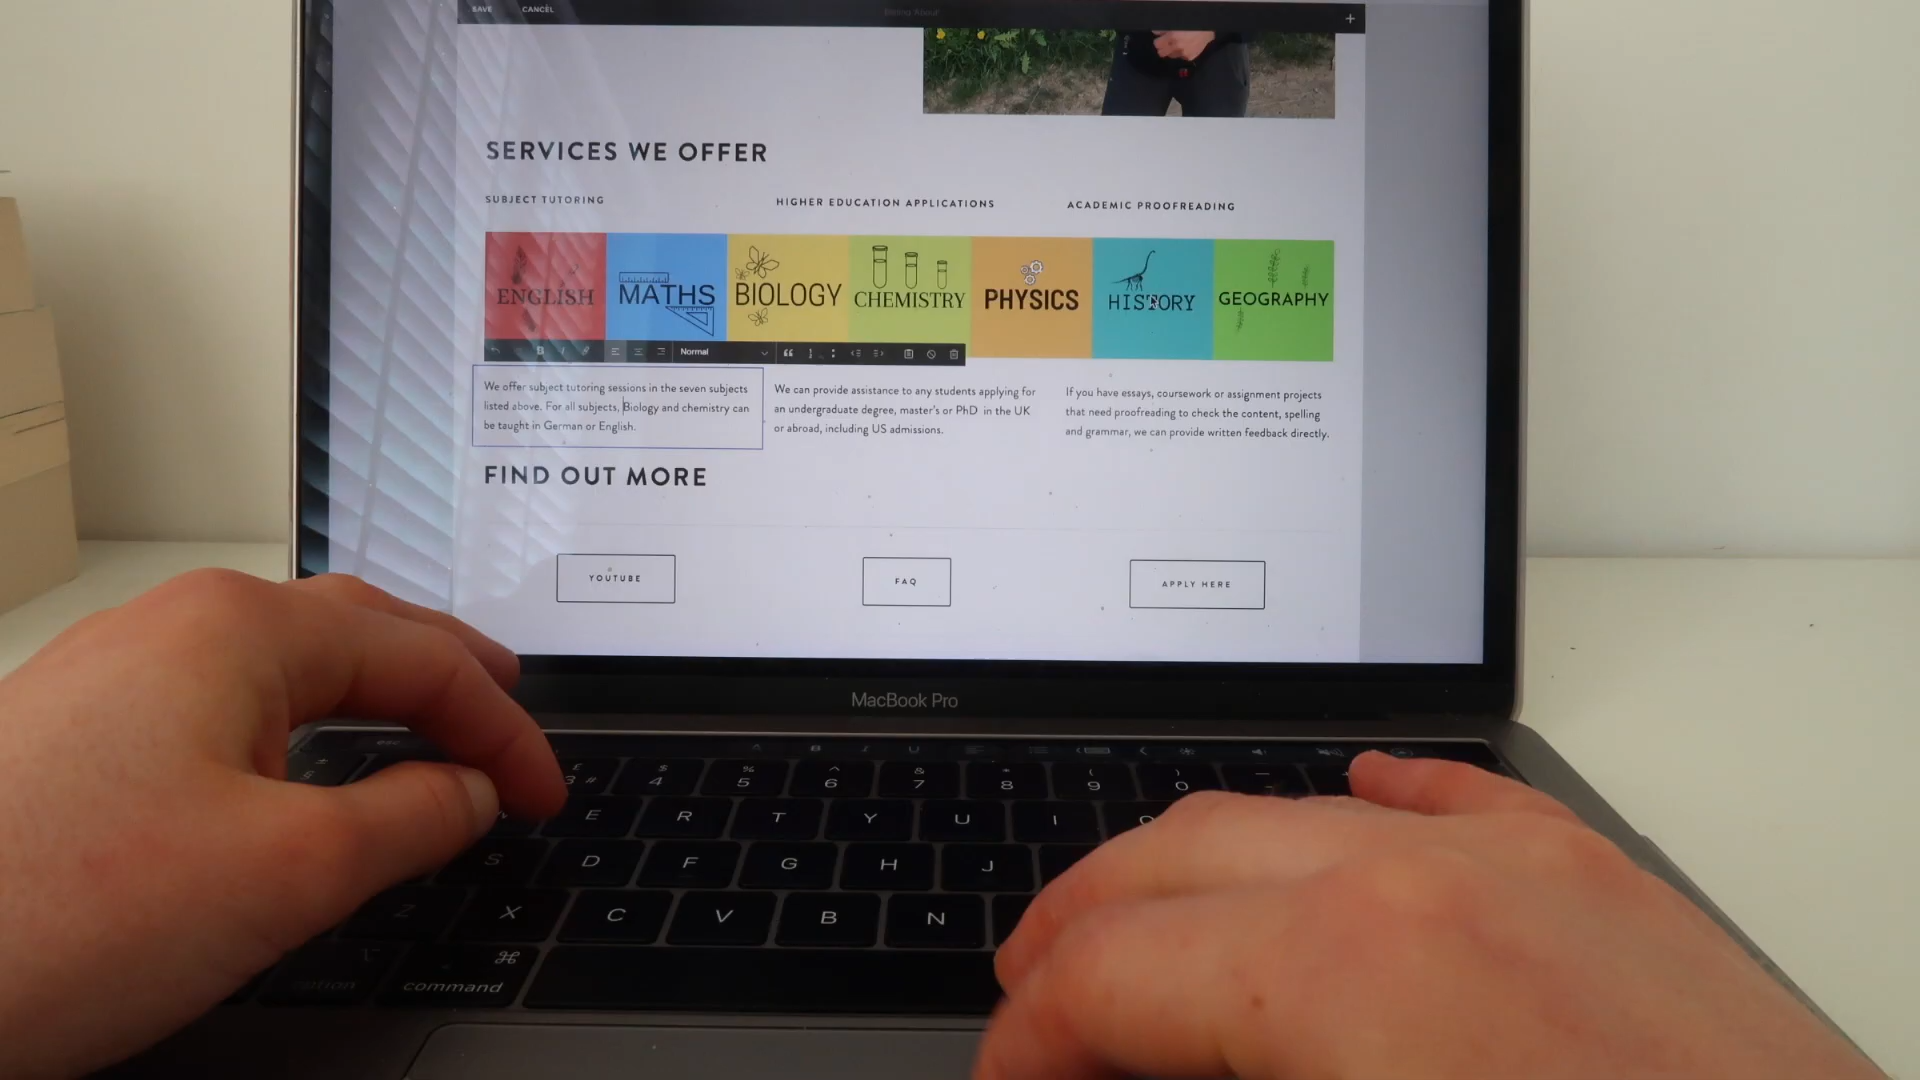 SAVE CANCEL
Editing 'About'
SERVICES WE OFFER
SUBJECT TUTORING
HIGHER EDUCATION APPLICATIONS
ACADEMIC PROOFREADING
ENGLISH
MATHS
BIOLOGY
CHEMISTRY
PHYSICS
HISTORY
GEOGRAPHY
B I Normal
We offer subject tutoring sessions in the seven subjects
listed above. For all subjects, Biology and chemistry can
be taught in German or English.
We can provide assistance to any students applying for
an undergraduate degree, master's or PhD in the UK
or abroad, including US admissions.
If you have essays, coursework or assignment projects
that need proofreading to check the content, spelling
and grammar, we can provide written feedback directly.
FIND OUT MORE
YOUTUBE
FAQ
APPLY HERE
MacBook Pro
esc B I U
£ $ % ^ & * ( )
3 # 4 5 6 7 8 9 0
E R T Y U I O
S D F G H J
Z X C V B N
option command